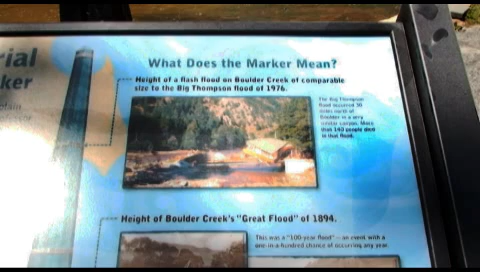 rial
ker
What Does the Marker Mean?
Height of a flash flood on Boulder Creek of comparable
size to the Big Thompson flood of 1976.
The Big Thompson
flood occurred 30
miles north of
Boulder in a very
similar canyon. More
than 140 people died
in that flood.
Height of Boulder Creek's "Great Flood" of 1894.
This was a "100-year flood" — an event with a
one-in-a-hundred chance of occurring any year.